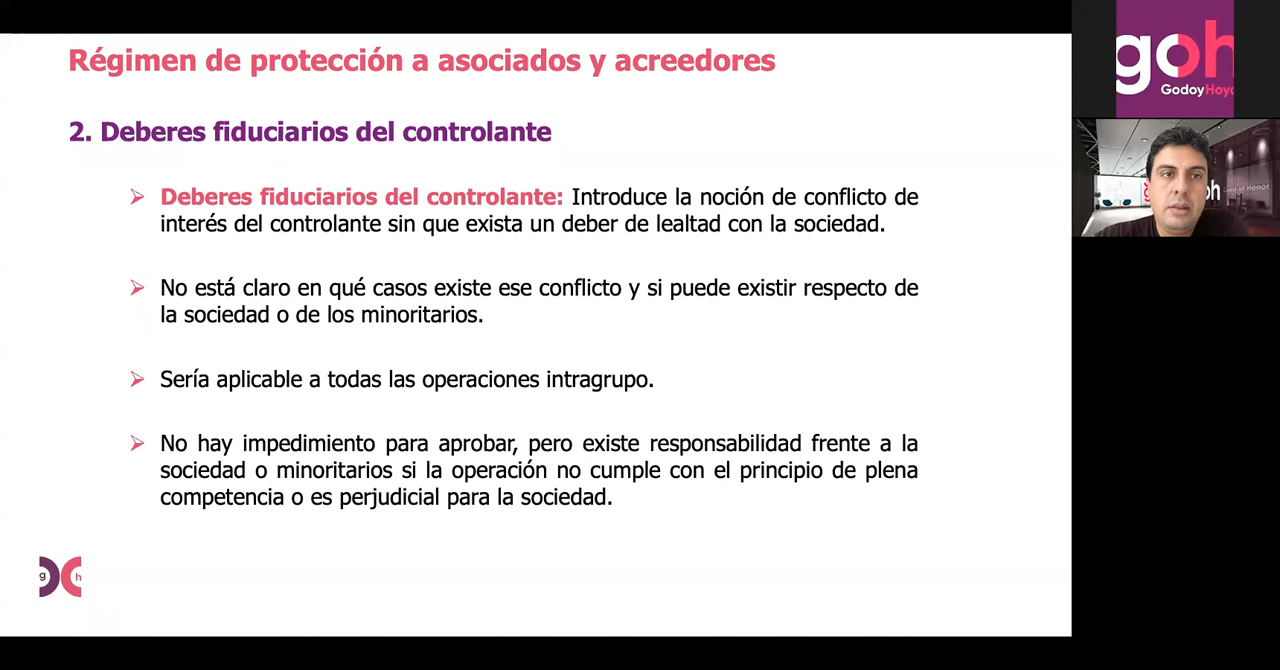 Régimen de protección a asociados y acreedores
2. Deberes fiduciarios del controlante
Deberes fiduciarios del controlante: Introduce la noción de conflicto de
interés del controlante sin que exista un deber de lealtad con la sociedad.
No está claro en qué casos existe ese conflicto y si puede existir respecto de
la sociedad o de los minoritarios.
Sería aplicable a todas las operaciones intragrupo.
No hay impedimento para aprobar, pero existe responsabilidad frente a la
sociedad o minoritarios si la operación no cumple con el principio de plena
competencia o es perjudicial para la sociedad.
g h
goh
GodoyHoyo
oh
of Honor